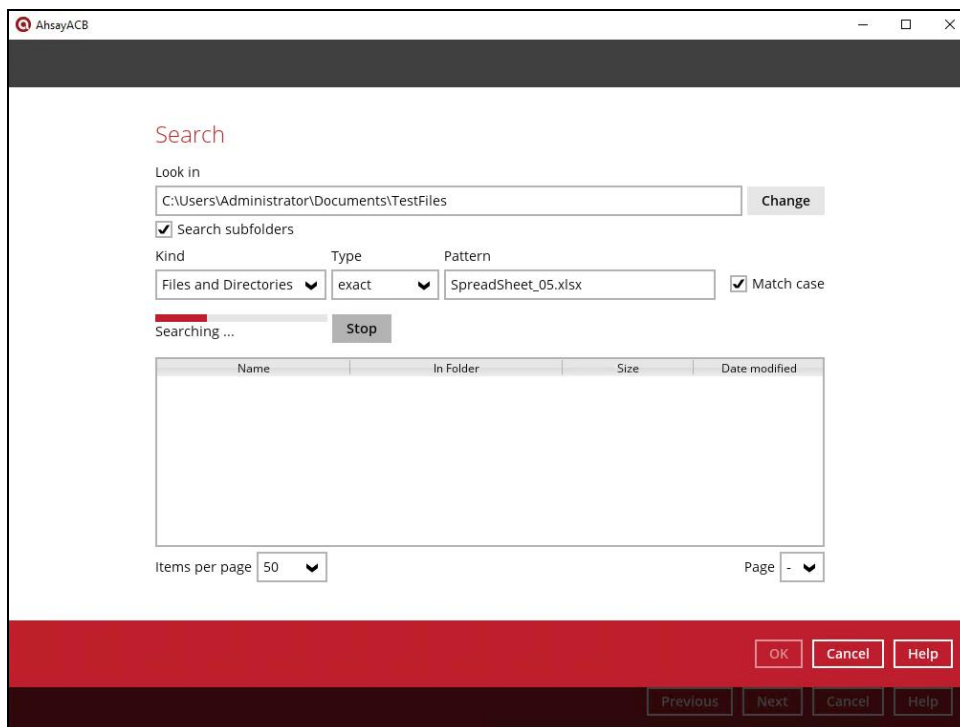 AhsayACB
Search
Look in
C:\Users\Administrator\Documents\TestFiles Change
Search subfolders
Kind Type Pattern
Files and Directories exact SpreadSheet_05.xlsx Match case
Searching ... Stop
Name In Folder Size Date modified
Items per page 50 Page -
OK Cancel Help
Previous Next Cancel Help